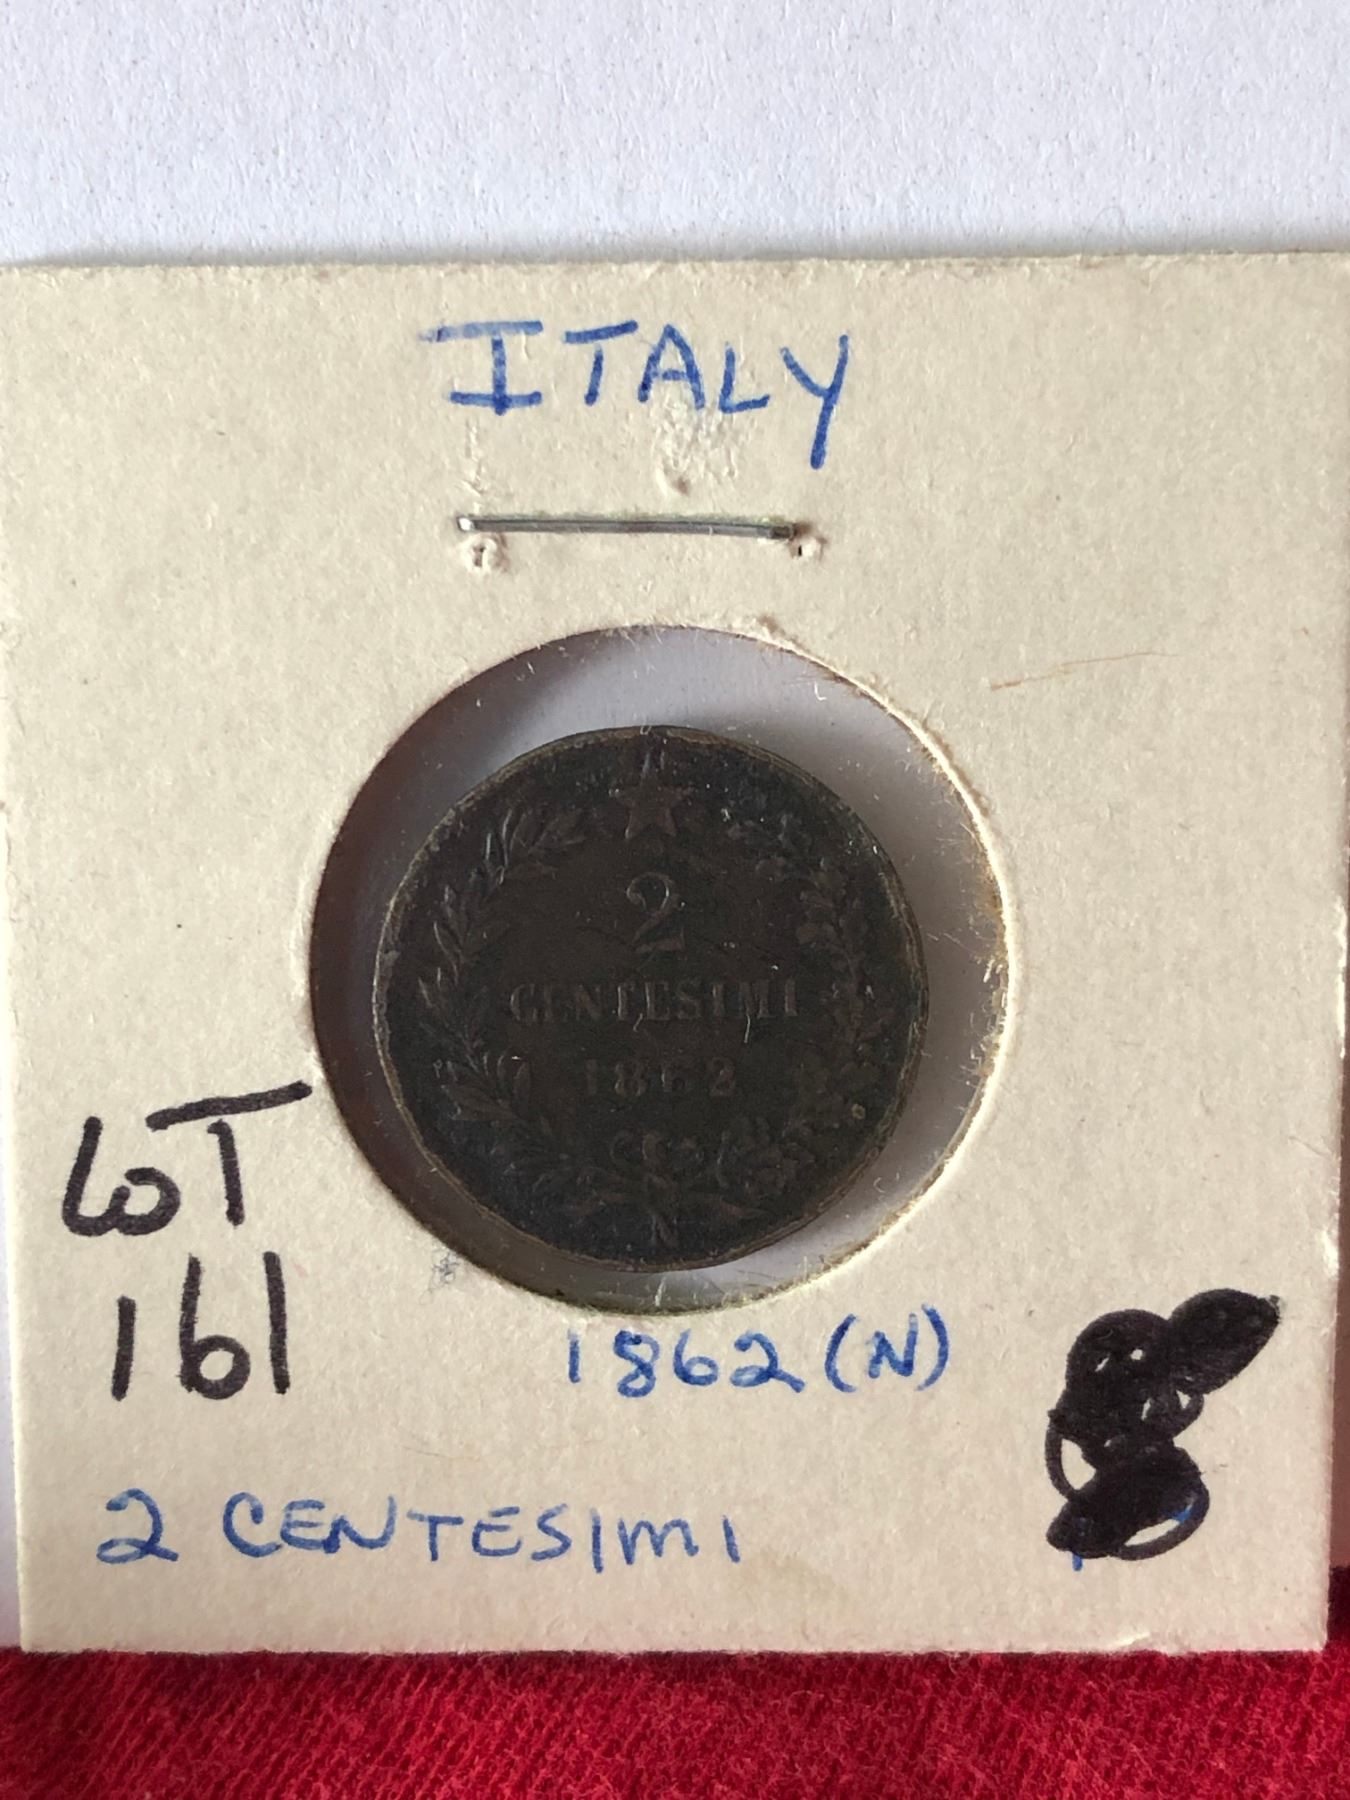 ITALY
2
CENTESIMI
1862
LOT
161
1862 (N)
2 CENTESIMI